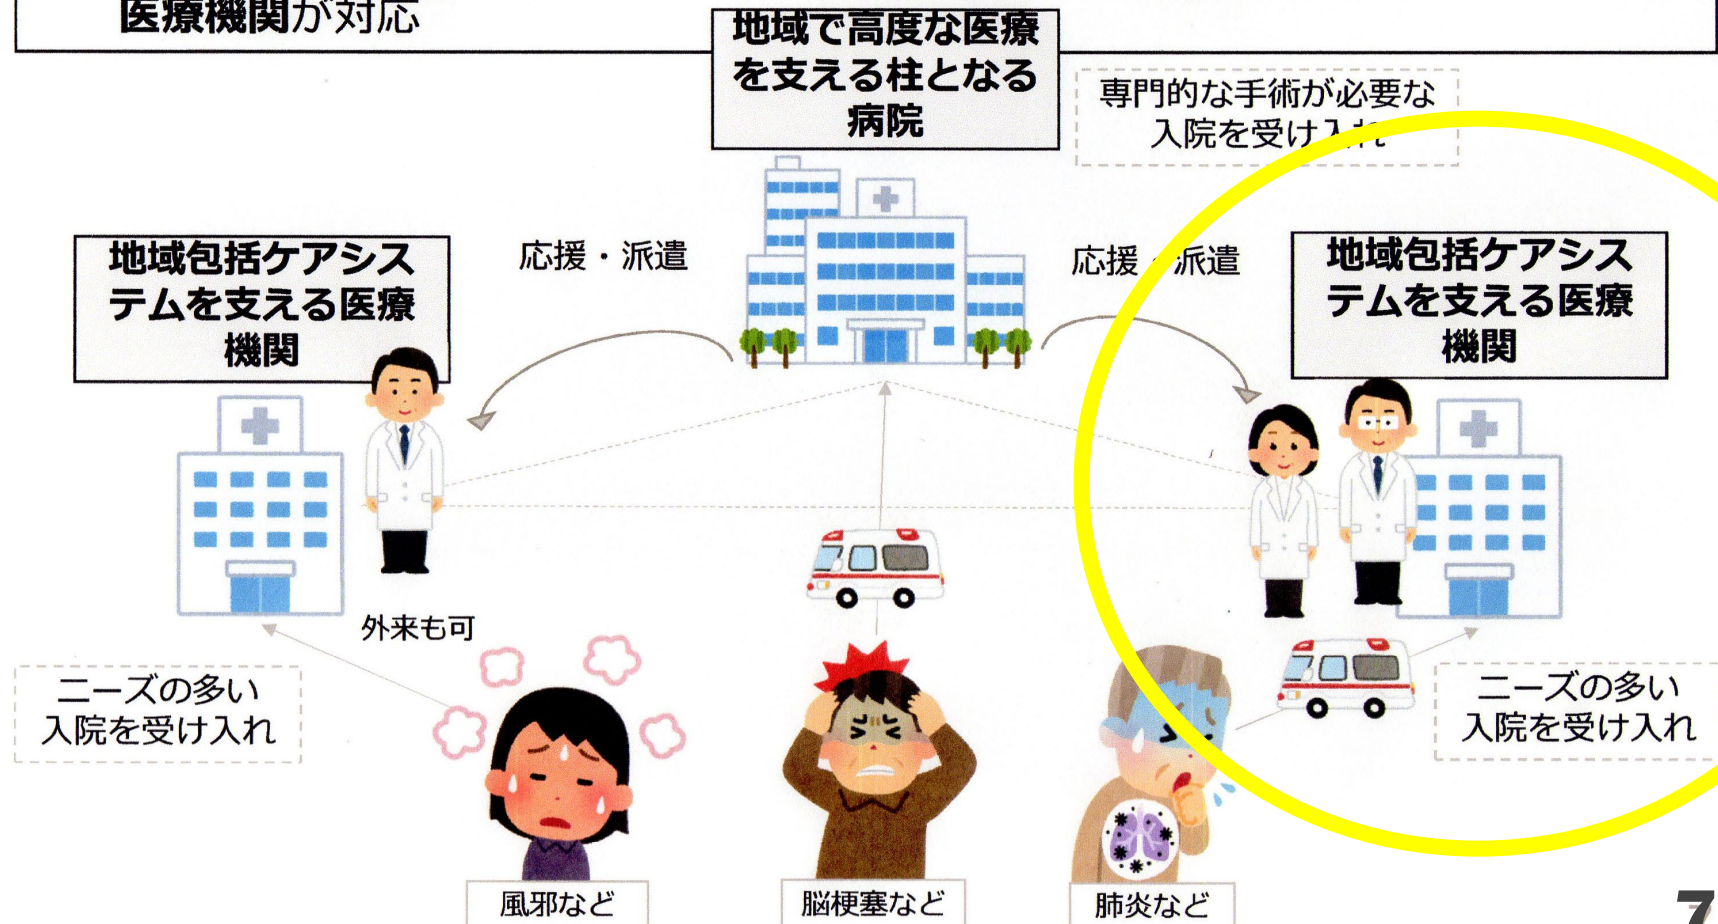 医療機関が対応
地域で高度な医療
を支える柱となる
病院
専門的な手術が必要な
入院を受け入れ
地域包括ケアシス
テムを支える医療
機関
応援・派遣
応援・派遣
地域包括ケアシス
テムを支える医療
機関
外来も可
ニーズの多い
入院を受け入れ
ニーズの多い
入院を受け入れ
風邪など
脳梗塞など
肺炎など
7